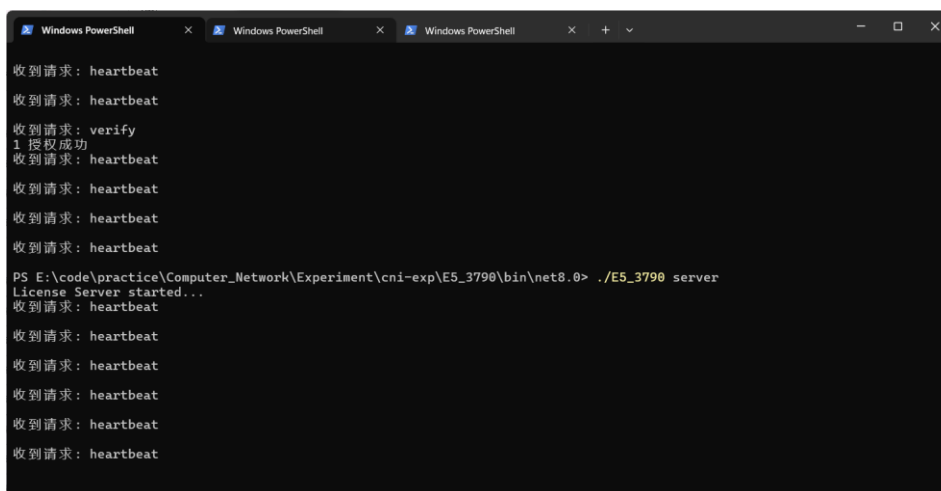 Windows PowerShell
Windows PowerShell
Windows PowerShell
收到请求: heartbeat
收到请求: heartbeat
收到请求: verify
1 授权成功
收到请求: heartbeat
收到请求: heartbeat
收到请求: heartbeat
收到请求: heartbeat
PS E:\code\practice\Computer_Network\Experiment\cni-exp\E5_3790\bin\net8.0> ./E5_3790 server
License Server started...
收到请求: heartbeat
收到请求: heartbeat
收到请求: heartbeat
收到请求: heartbeat
收到请求: heartbeat
收到请求: heartbeat